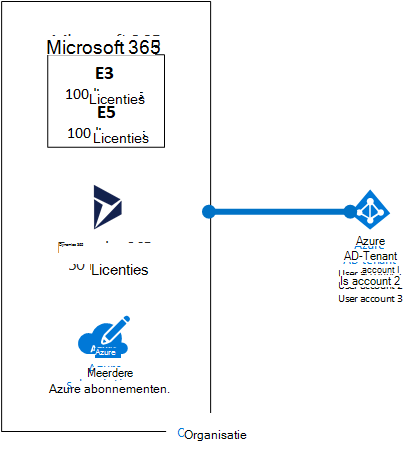 Microsoft 365
E3
100 Licenties
E5
100 Licenties
Dynamics 365
50 Licenties
Azure
Meerdere
Azure abonnementen.
Organisatie
Azure
AD-Tenant
User account 1
Is account 2
User account 3